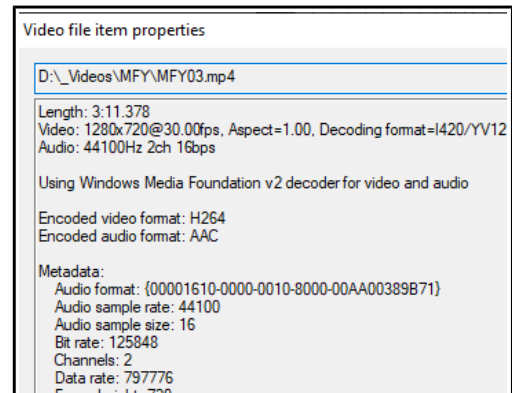 Video file item properties
D:\_Videos\MFY\MFY03.mp4
Length: 3:11.378
Video: 1280x720@30.00fps, Aspect=1.00, Decoding format=I420/YV12
Audio: 44100Hz 2ch 16bps
Using Windows Media Foundation v2 decoder for video and audio
Encoded video format: H264
Encoded audio format: AAC
Metadata:
Audio format: {00001610-0000-0010-8000-00AA00389B71}
Audio sample rate: 44100
Audio sample size: 16
Bit rate: 125848
Channels: 2
Data rate: 797776